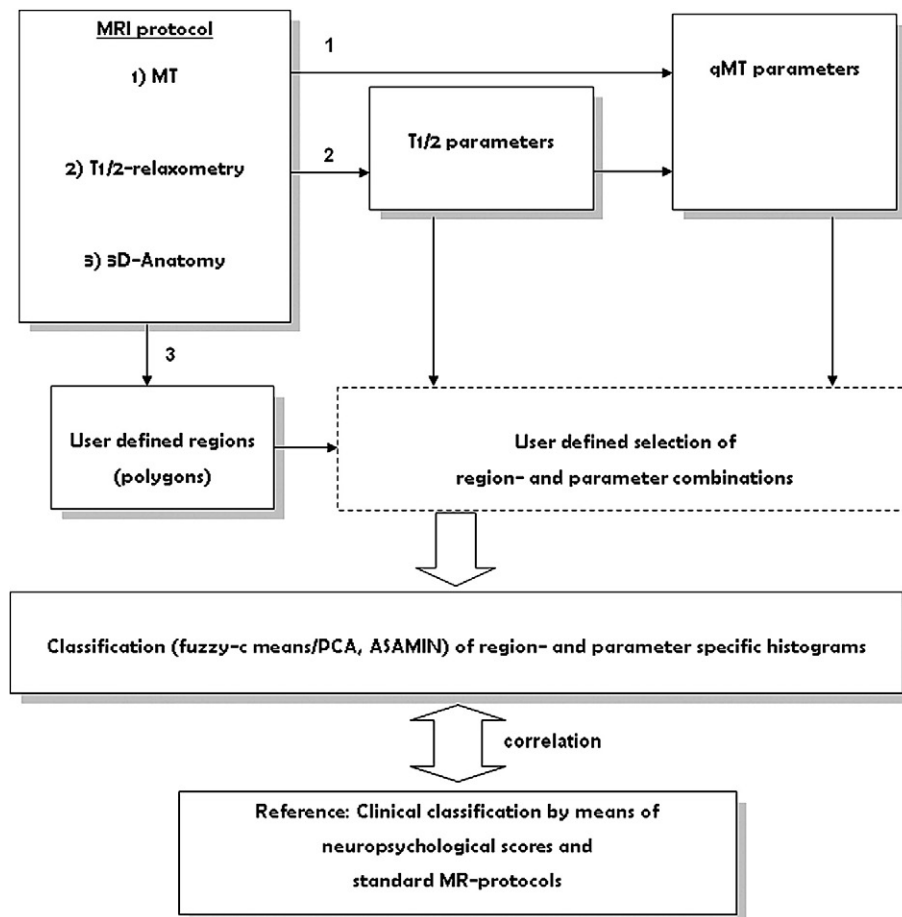 MRI protocol
1) MT
2) T1/2-relaxometry
3) 3D-Anatomy
1
2
3
T1/2 parameters
qMT parameters
User defined regions
(polygons)
User defined selection of
region- and parameter combinations
Classification (fuzzy-c means/PCA, ASAMIN) of region- and parameter specific histograms
correlation
Reference: Clinical classification by means of
neuropsychological scores and
standard MR-protocols